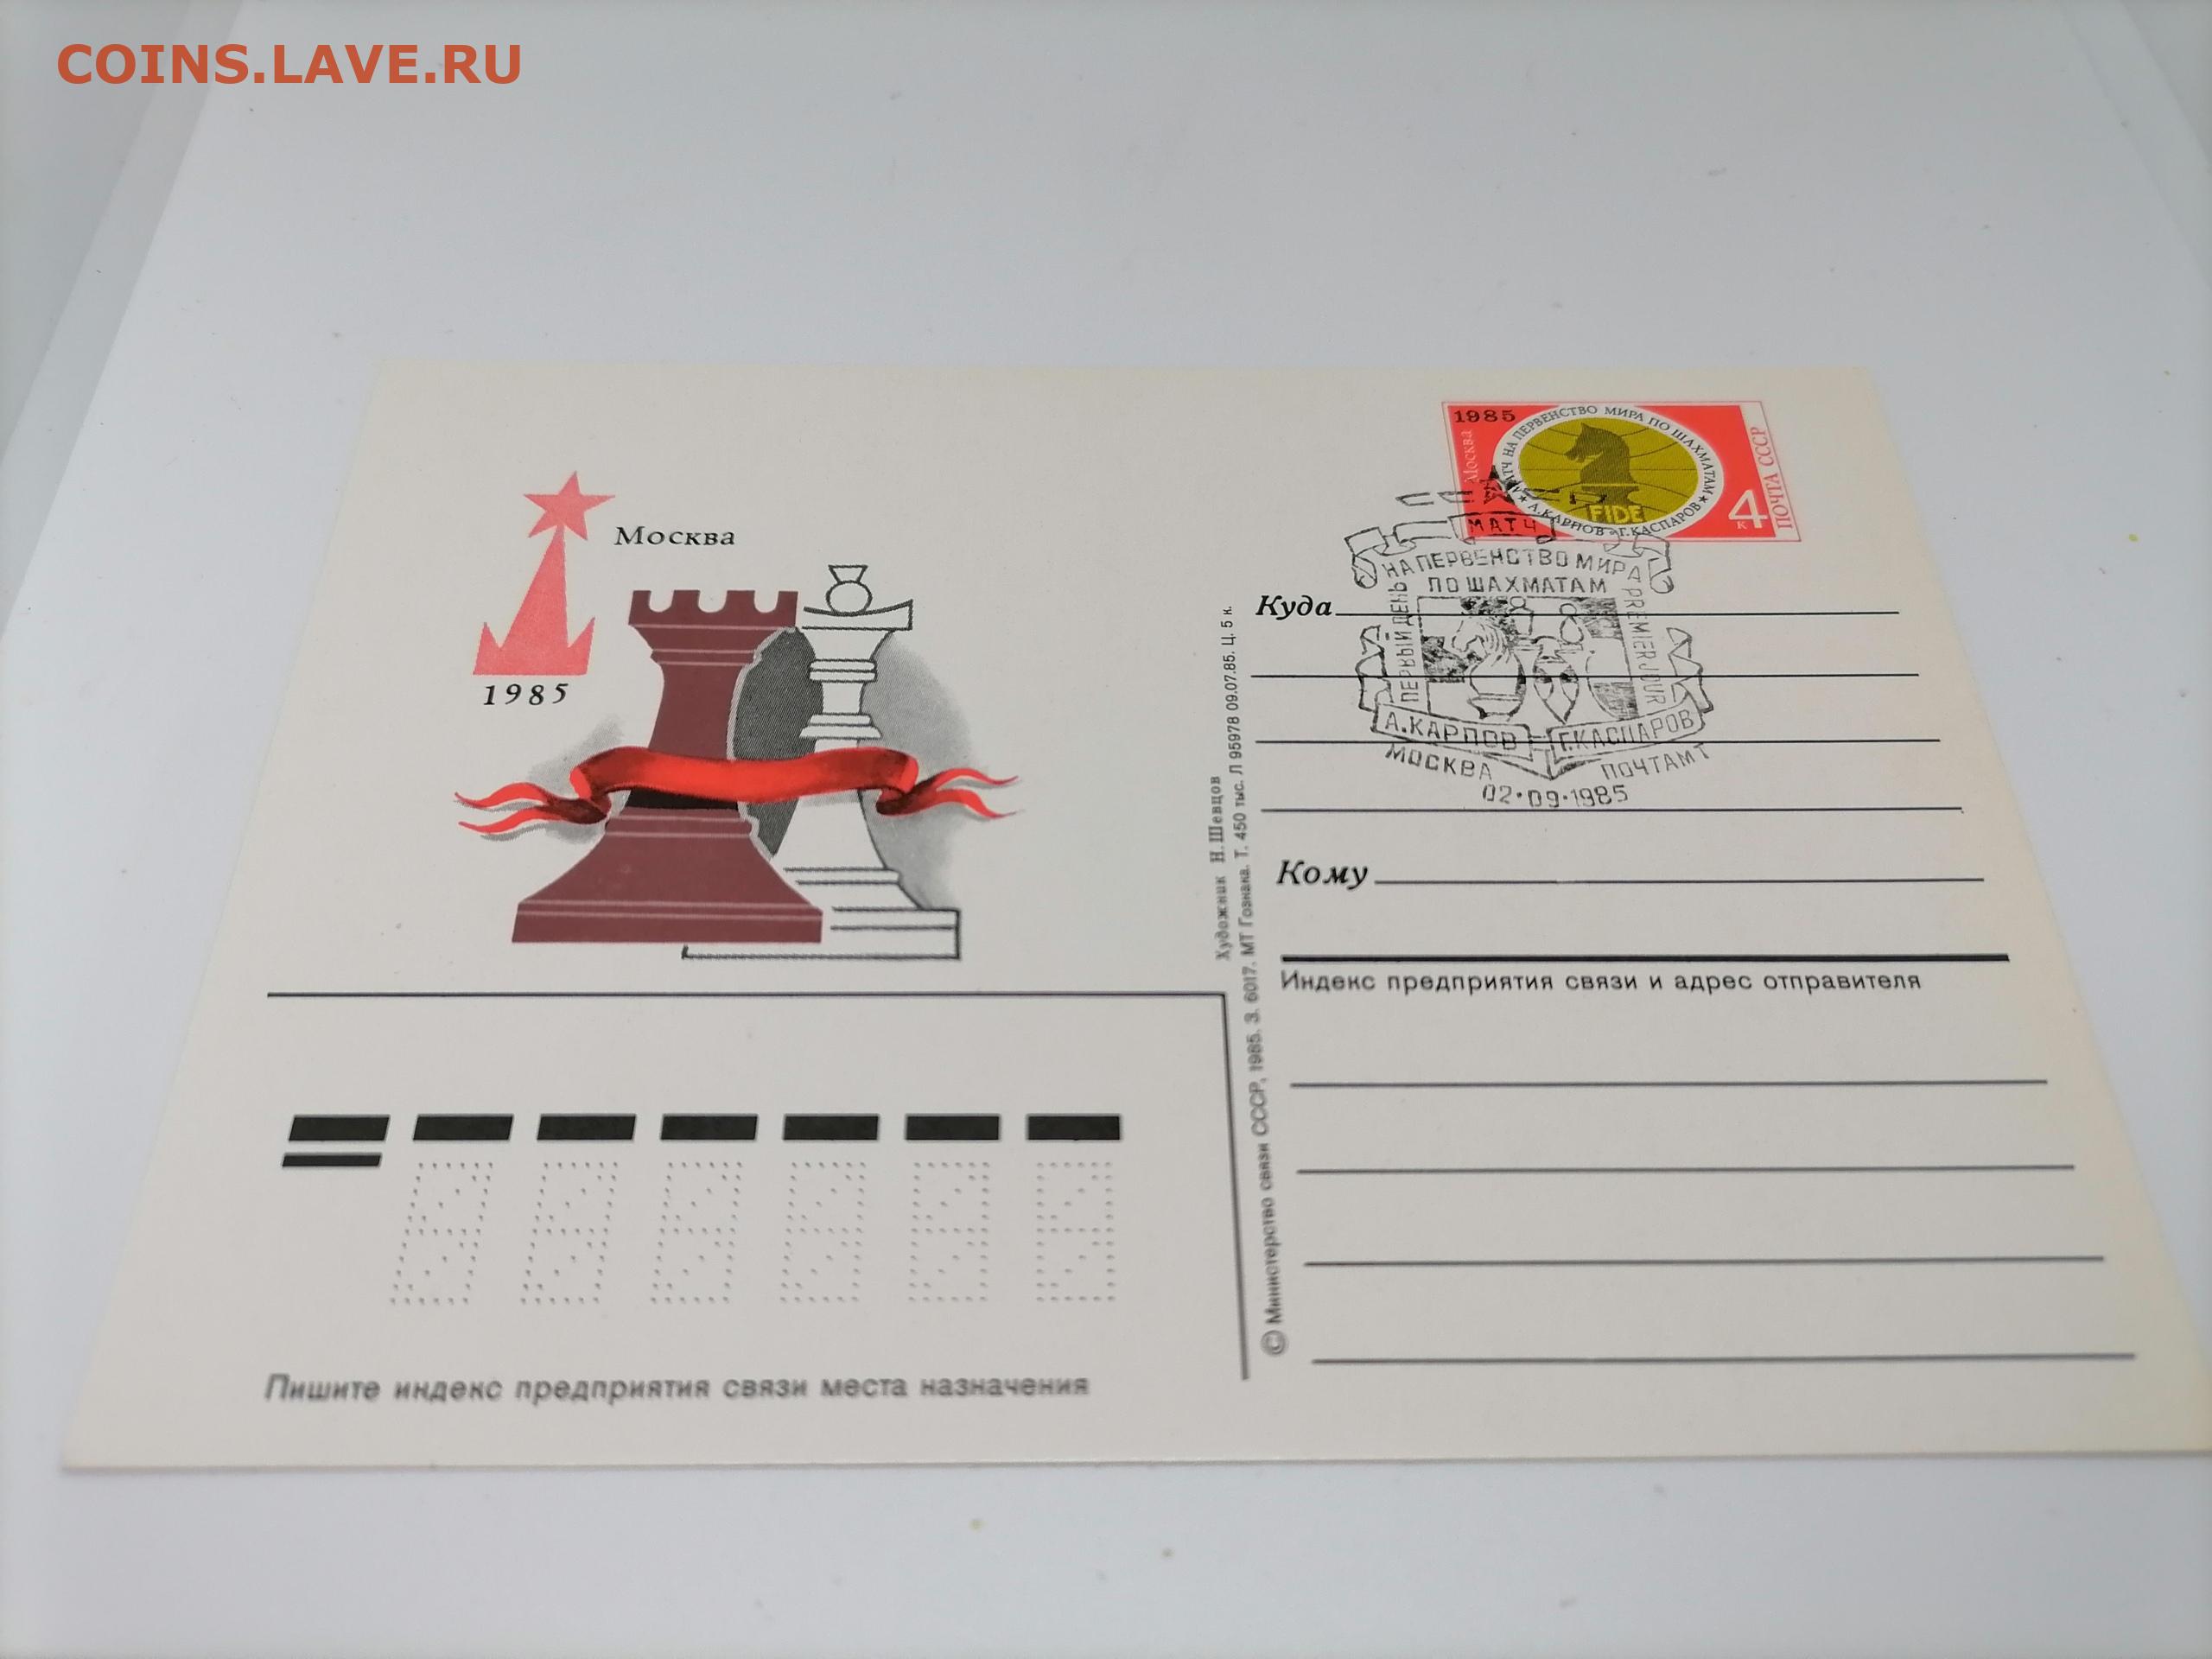 COINS.LAVE.RU
Москва
1985
1985
Москва
МАТЧ НА ПЕРВЕНСТВО МИРА ПО ШАХМАТАМ
★ А.КАРПОВ - Г.КАСПАРОВ ★
FIDE
4 к
ПОЧТА СССР
МАТЧ
НА ПЕРВЕНСТВО МИРА
ПО ШАХМАТАМ
ПЕРВЫЙ ДЕНЬ
PREMIER JOUR
А.КАРПОВ Г.КАСПАРОВ
МОСКВА ПОЧТАМТ
02·09·1985
Куда
Кому
Индекс предприятия связи и адрес отправителя
Художник Н.Шевцов
© Министерство связи СССР, 1985. З. 6017. МТ Гознака. Т. 450 тыс. Л 95978 09.07.85. Ц. 5 к.
Пишите индекс предприятия связи места назначения